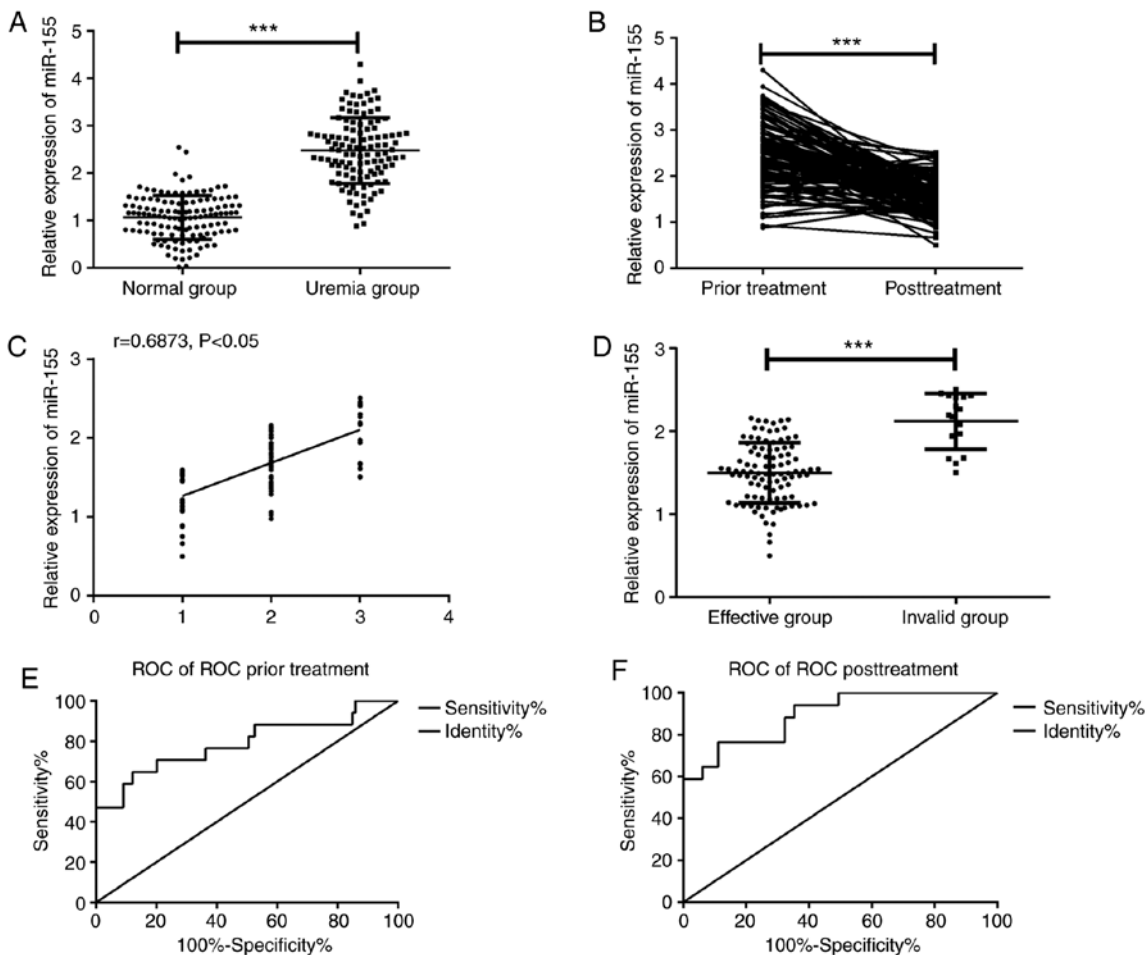 A
Relative expression of miR-155
5
4
3
2
1
0
***
Normal group
Uremia group
B
Relative expression of miR-155
5
4
3
2
1
0
***
Prior treatment
Posttreatment
C
r=0.6873, P<0.05
Relative expression of miR-155
3
2
1
0
0
1
2
3
4
D
Relative expression of miR-155
3
2
1
0
***
Effective group
Invalid group
E
ROC of ROC prior treatment
Sensitivity%
100
80
60
40
20
0
0
20
40
60
80
100
100%-Specificity%
Sensitivity%
Identity%
F
ROC of ROC posttreatment
Sensitivity%
100
80
60
40
20
0
0
20
40
60
80
100
100%-Specificity%
Sensitivity%
Identity%